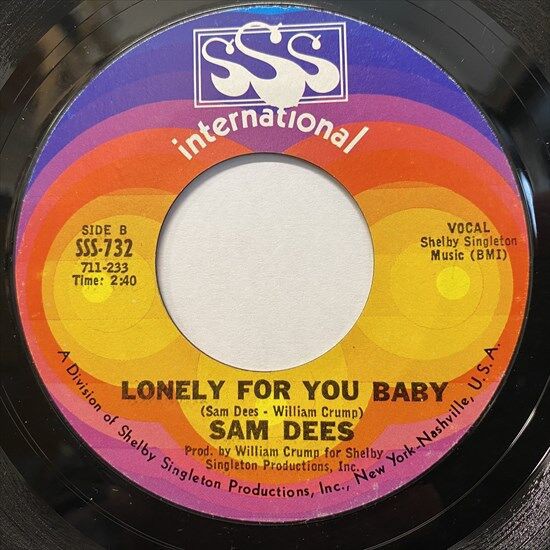 SSS
international
SIDE B
SSS-732
711-233
Time: 2:40
VOCAL
Shelby Singleton
Music (BMI)
LONELY FOR YOU BABY
(Sam Dees - William Crump)
SAM DEES
Prod. by William Crump for Shelby
Singleton Productions, Inc.
A Division of Shelby Singleton Productions, Inc., New York-Nashville, U.S.A.